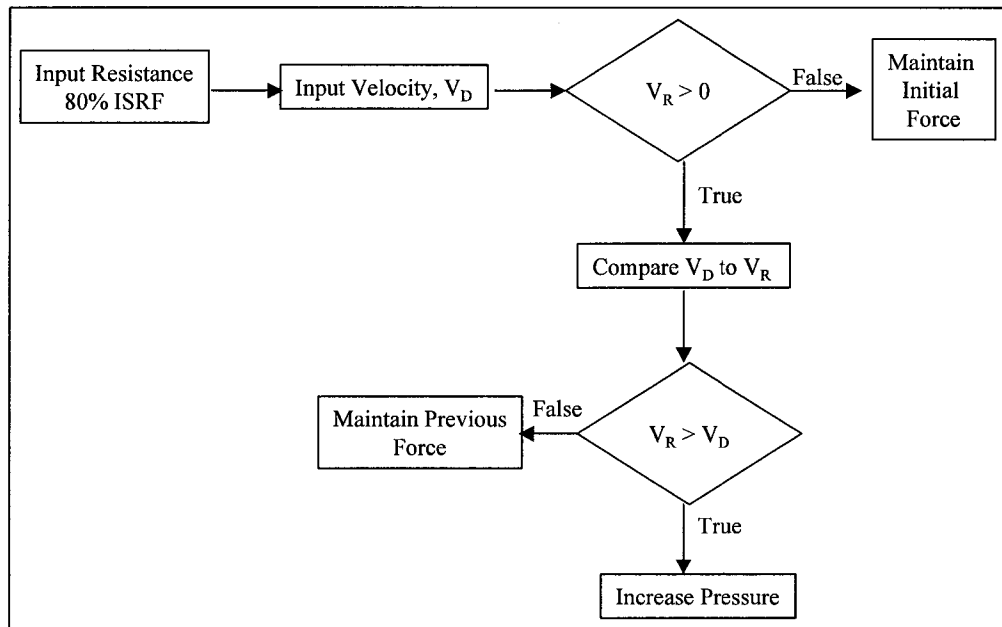 Input Resistance
80% ISRF
Input Velocity, V_D
V_R > 0
False
Maintain
Initial
Force
True
Compare V_D to V_R
Maintain Previous
Force
False
V_R > V_D
True
Increase Pressure